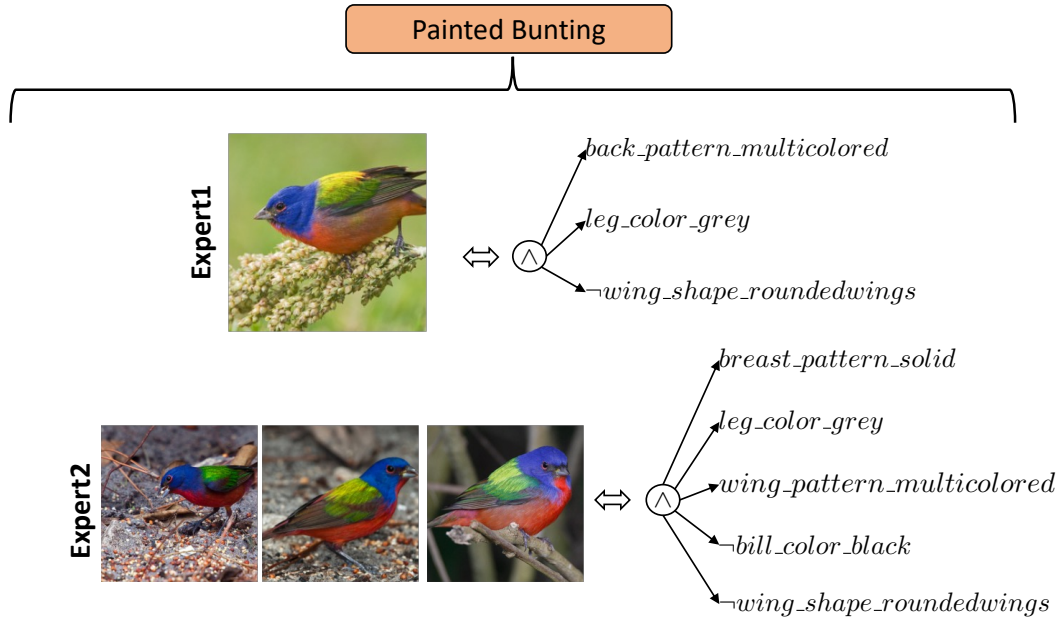 Painted Bunting
Expert1
∧
back_pattern_multicolored
leg_color_grey
¬wing_shape_roundedwings
Expert2
∧
breast_pattern_solid
leg_color_grey
wing_pattern_multicolored
¬bill_color_black
¬wing_shape_roundedwings